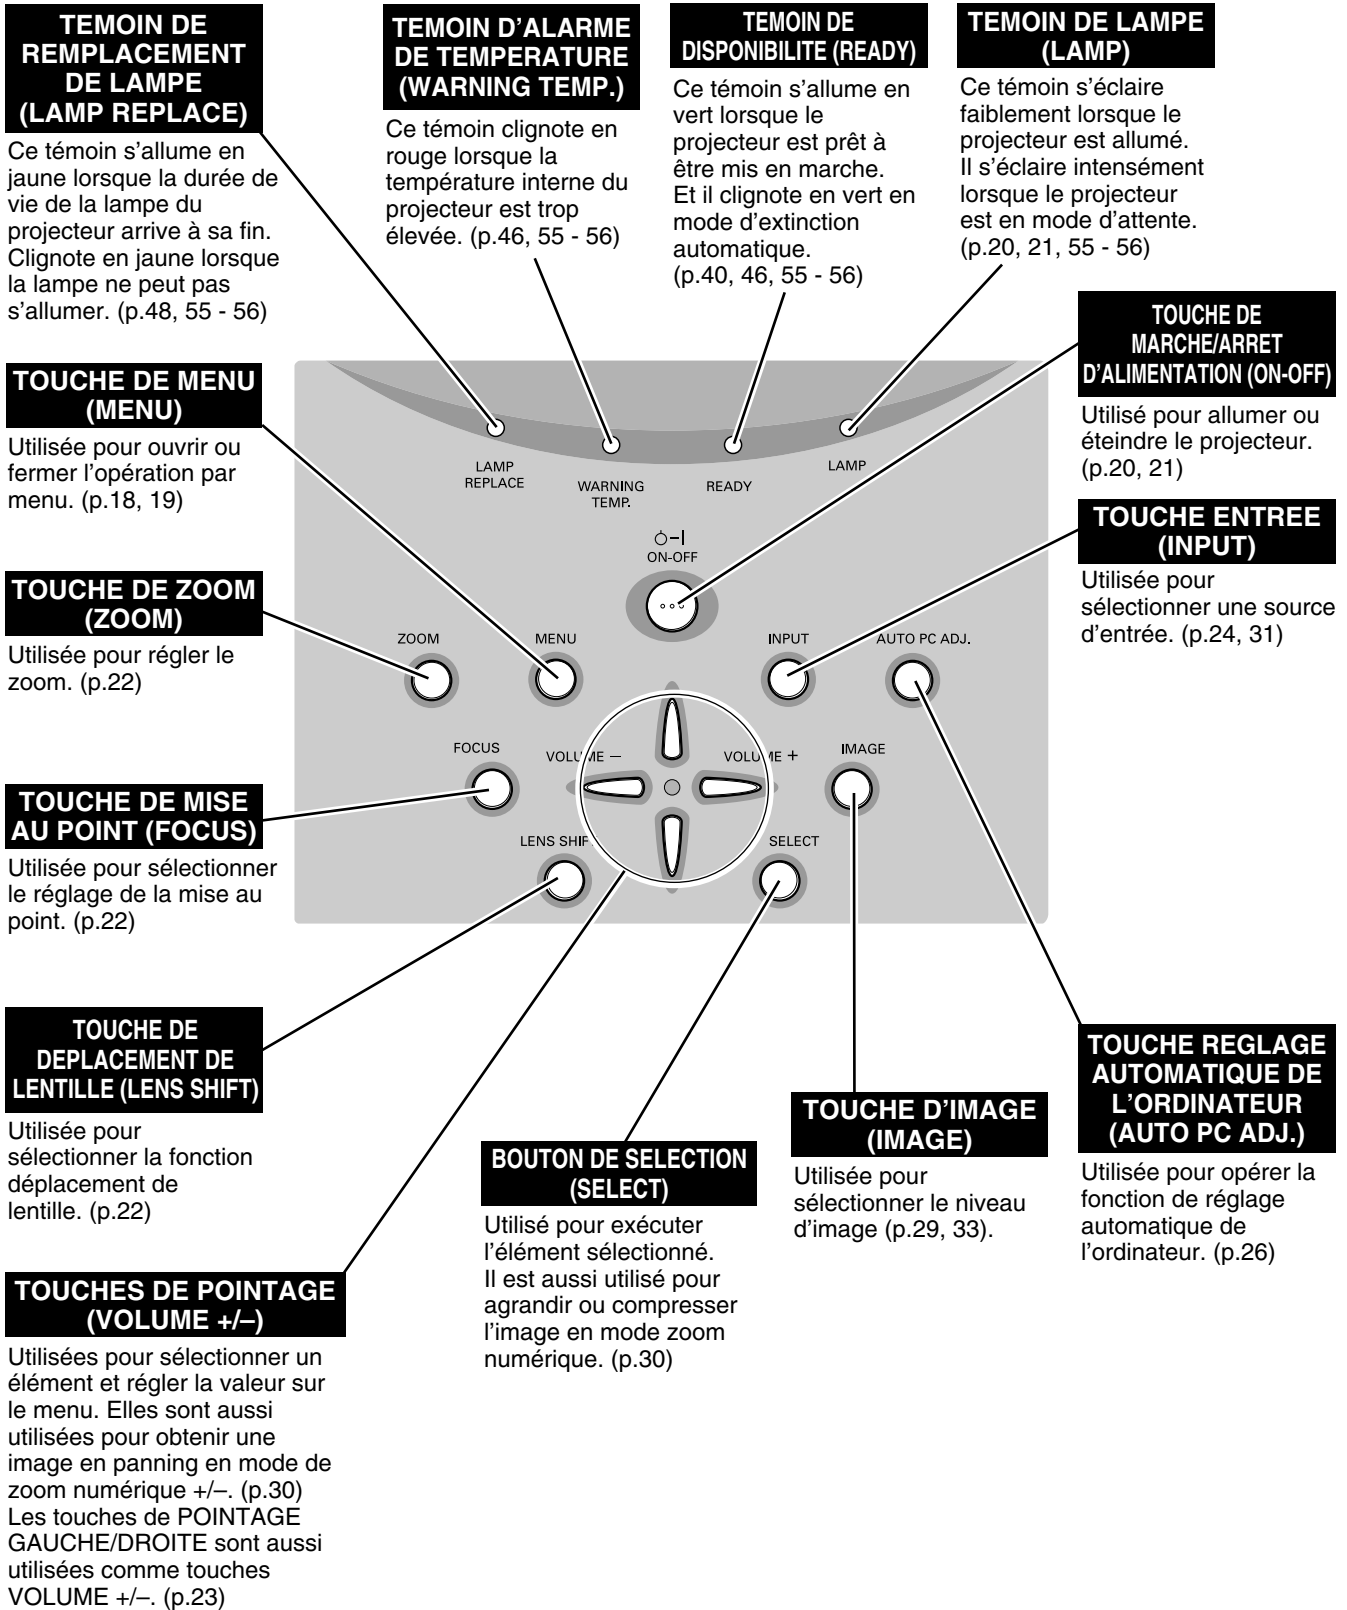 TEMOIN DE
REMPLACEMENT
DE LAMPE
(LAMP REPLACE)
Ce témoin s’allume en
jaune lorsque la durée de
vie de la lampe du
projecteur arrive à sa fin.
Clignote en jaune lorsque
la lampe ne peut pas
s’allumer. (p.48, 55 - 56)
TEMOIN D’ALARME
DE TEMPERATURE
(WARNING TEMP.)
Ce témoin clignote en
rouge lorsque la
température interne du
projecteur est trop
élevée. (p.46, 55 - 56)
TEMOIN DE
DISPONIBILITE (READY)
Ce témoin s’allume en
vert lorsque le
projecteur est prêt à
être mis en marche.
Et il clignote en vert en
mode d’extinction
automatique.
(p.40, 46, 55 - 56)
TEMOIN DE LAMPE
(LAMP)
Ce témoin s’éclaire
faiblement lorsque le
projecteur est allumé.
Il s’éclaire intensément
lorsque le projecteur
est en mode d’attente.
(p.20, 21, 55 - 56)
TOUCHE DE
MARCHE/ARRET
D’ALIMENTATION (ON-OFF)
Utilisé pour allumer ou
éteindre le projecteur.
(p.20, 21)
TOUCHE DE MENU
(MENU)
Utilisée pour ouvrir ou
fermer l’opération par
menu. (p.18, 19)
TOUCHE ENTREE
(INPUT)
Utilisée pour
sélectionner une source
d’entrée. (p.24, 31)
TOUCHE DE ZOOM
(ZOOM)
Utilisée pour régler le
zoom. (p.22)
LAMP
REPLACE
WARNING
TEMP.
READY
LAMP
ON-OFF
ZOOM
MENU
INPUT
AUTO PC ADJ.
FOCUS
VOLUME –
VOLUME +
IMAGE
LENS SHIF
SELECT
TOUCHE DE MISE
AU POINT (FOCUS)
Utilisée pour sélectionner
le réglage de la mise au
point. (p.22)
TOUCHE DE
DEPLACEMENT DE
LENTILLE (LENS SHIFT)
Utilisée pour
sélectionner la fonction
déplacement de
lentille. (p.22)
TOUCHES DE POINTAGE
(VOLUME +/–)
Utilisées pour sélectionner un
élément et régler la valeur sur
le menu. Elles sont aussi
utilisées pour obtenir une
image en panning en mode de
zoom numérique +/–. (p.30)
Les touches de POINTAGE
GAUCHE/DROITE sont aussi
utilisées comme touches
VOLUME +/–. (p.23)
BOUTON DE SELECTION
(SELECT)
Utilisé pour exécuter
l’élément sélectionné.
Il est aussi utilisé pour
agrandir ou compresser
l’image en mode zoom
numérique. (p.30)
TOUCHE D’IMAGE
(IMAGE)
Utilisée pour
sélectionner le niveau
d’image (p.29, 33).
TOUCHE REGLAGE
AUTOMATIQUE DE
L’ORDINATEUR
(AUTO PC ADJ.)
Utilisée pour opérer la
fonction de réglage
automatique de
l’ordinateur. (p.26)